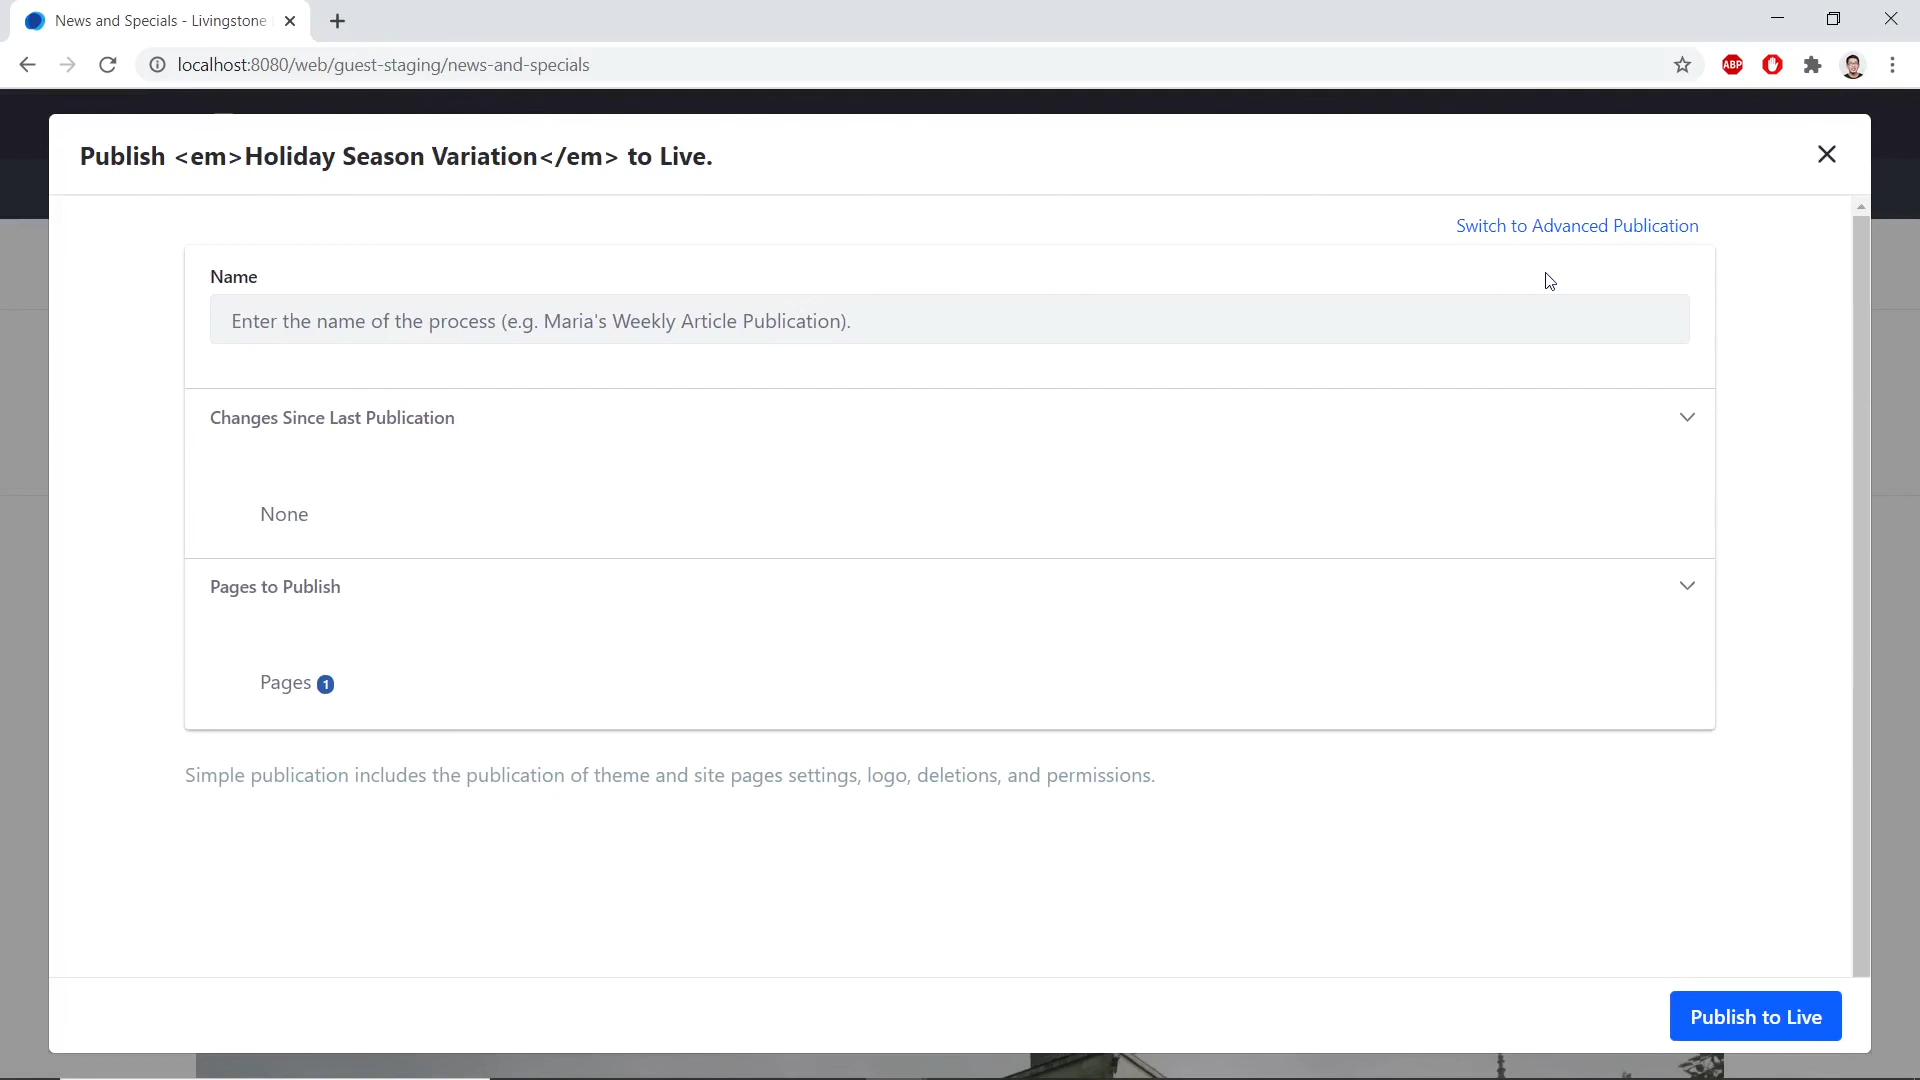 News and Specials - Livingstone
localhost:8080/web/guest-staging/news-and-specials
ABP
Publish <em>Holiday Season Variation</em> to Live.
Switch to Advanced Publication
Name
Enter the name of the process (e.g. Maria's Weekly Article Publication).
Changes Since Last Publication
None
Pages to Publish
Pages 1
Simple publication includes the publication of theme and site pages settings, logo, deletions, and permissions.
Publish to Live